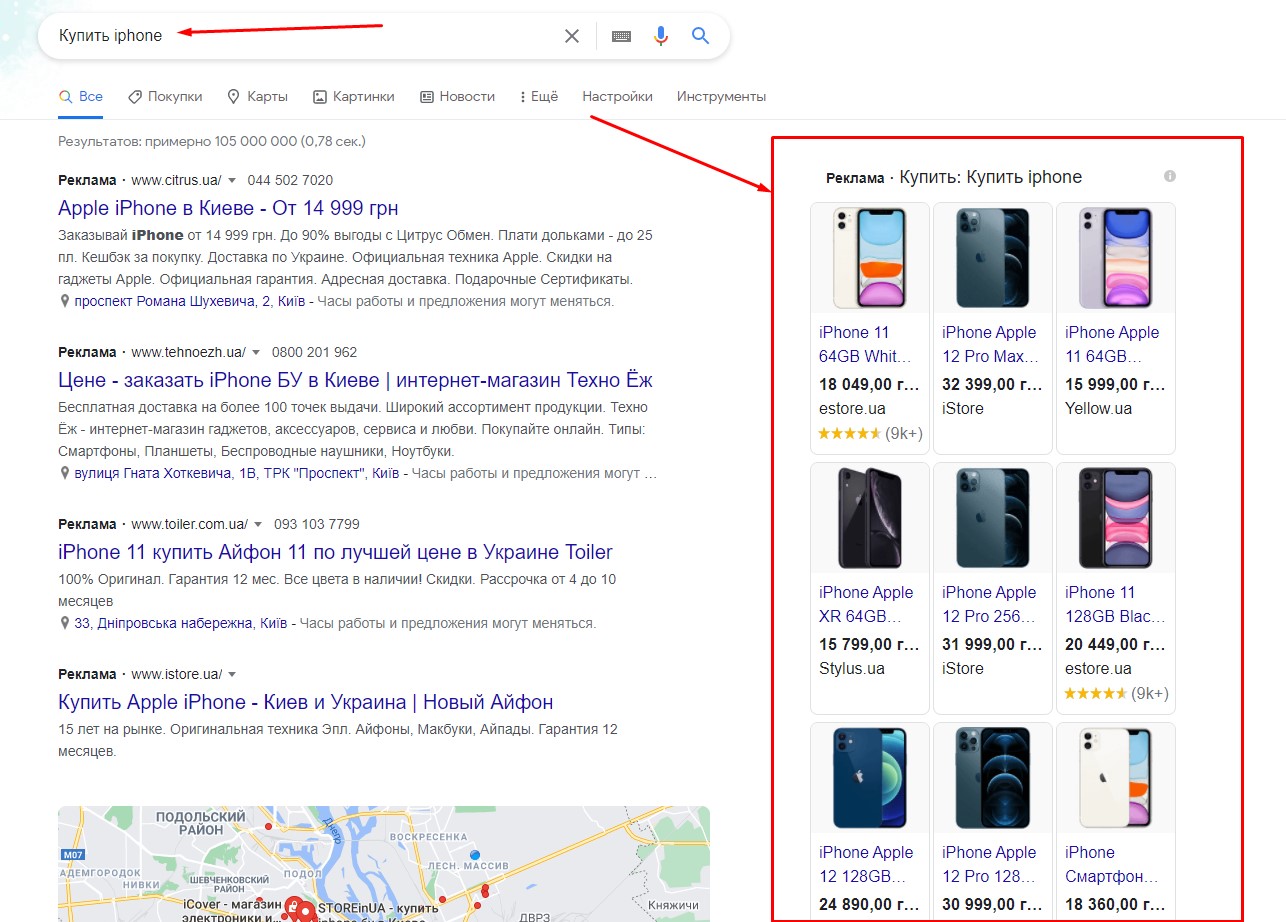 Купить iphone
Все
Покупки
Карты
Картинки
Новости
Ещё
Настройки
Инструменты
Результатов: примерно 105 000 000 (0,78 сек.)
Реклама · www.citrus.ua/ 044 502 7020
Apple iPhone в Киеве - От 14 999 грн
Заказывай iPhone от 14 999 грн. До 90% выгоды с Цитрус Обмен. Плати дольками - до 25
пл. Кешбэк за покупку. Доставка по Украине. Официальная техника Apple. Скидки на
гаджеты Apple. Официальная гарантия. Адресная доставка. Подарочные Сертификаты.
проспект Романа Шухевича, 2, Київ - Часы работы и предложения могут меняться.
Реклама · www.tehnoezh.ua/ 0800 201 962
Цене - заказать iPhone БУ в Киеве | интернет-магазин Техно Ёж
Бесплатная доставка на более 100 точек выдачи. Широкий ассортимент продукции. Техно
Ёж - интернет-магазин гаджетов, аксессуаров, сервиса и любви. Покупайте онлайн. Типы:
Смартфоны, Планшеты, Беспроводные наушники, Ноутбуки.
вулиця Гната Хоткевича, 1В, ТРК "Проспект", Київ - Часы работы и предложения могут ...
Реклама · www.toiler.com.ua/ 093 103 7799
iPhone 11 купить Айфон 11 по лучшей цене в Украине Toiler
100% Оригинал. Гарантия 12 мес. Все цвета в наличии! Скидки. Рассрочка от 4 до 10
месяцев
33, Дніпровська набережна, Київ - Часы работы и предложения могут меняться.
Реклама · www.istore.ua/
Купить Apple iPhone - Киев и Украина | Новый Айфон
15 лет на рынке. Оригинальная техника Эпл. Айфоны, Макбуки, Айпады. Гарантия 12
месяцев.
ПОДОЛЬСКИЙ
РАЙОН
Днепр
ВОСКРЕСЕНКА
M07
АДЕМГОРОДОК
НИВКИ
ШЕВЧЕНКОВСКИЙ
РАЙОН
ПОДОЛ
ЛЕСН. МАССИВ
iCover - магазин
электроники и...
STOREinUA - купить
ДВРЗ
Княжичи
Реклама · Купить: Купить iphone
iPhone 11
64GB Whit...
18 049,00 г...
estore.ua
(9k+)
iPhone Apple
12 Pro Max...
32 399,00 г...
iStore
iPhone Apple
11 64GB...
15 999,00 г...
Yellow.ua
iPhone Apple
XR 64GB...
15 799,00 г...
Stylus.ua
iPhone Apple
12 Pro 256...
31 999,00 г...
iStore
iPhone 11
128GB Blac...
20 449,00 г...
estore.ua
(9k+)
iPhone Apple
12 128GB...
24 890,00 г...
iPhone Apple
12 Pro 128...
30 999,00 г...
iPhone
Смартфон...
18 360,00 г...